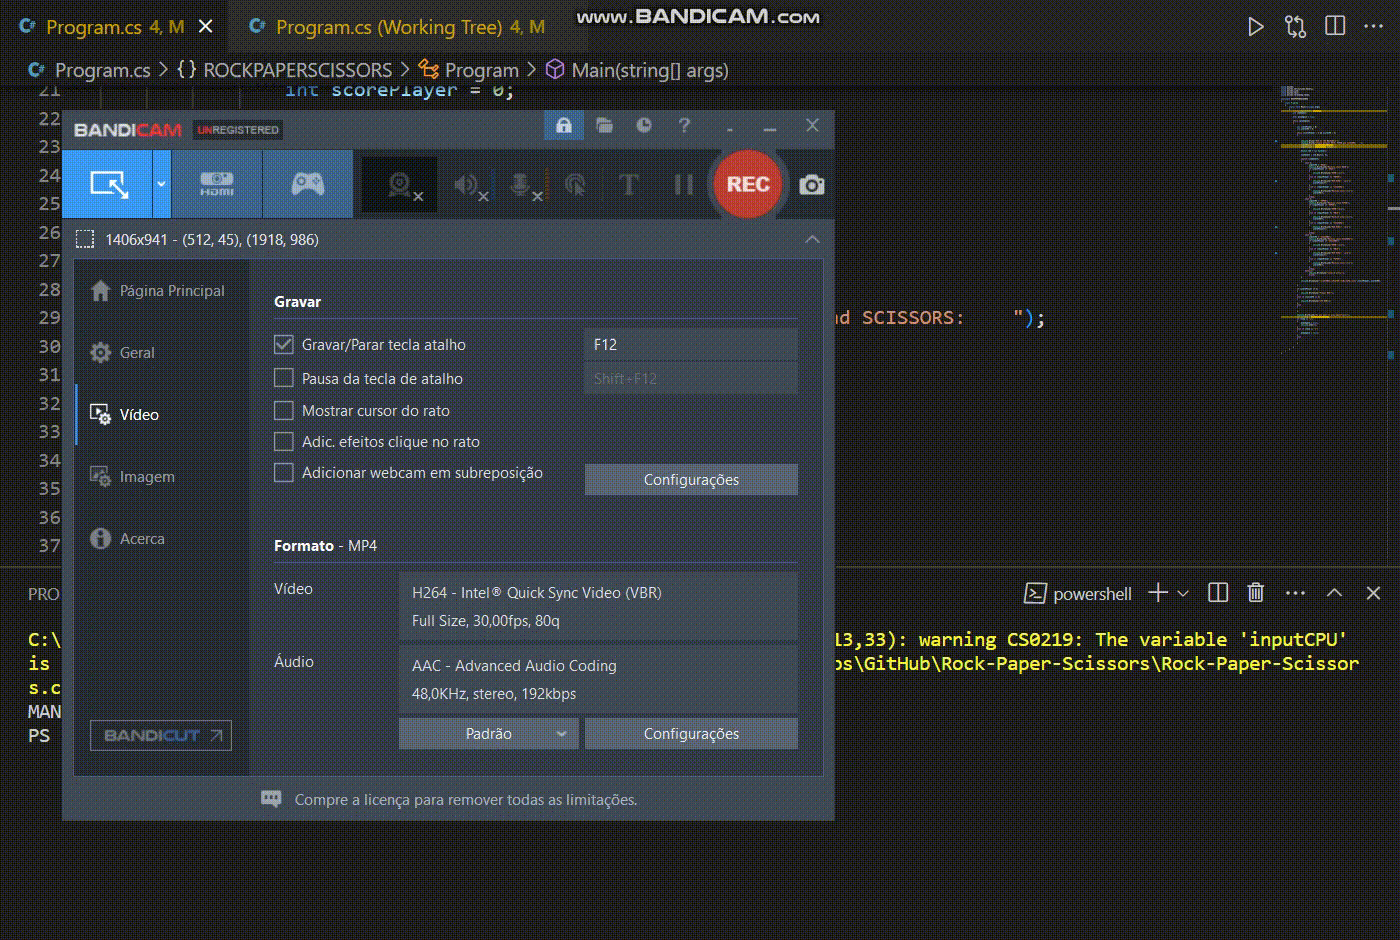 www.BANDICAM.com
Program.cs 4, M
Program.cs (Working Tree) 4, M
Program.cs > { } ROCKPAPERSCISSORS > Program > Main(string[] args)
21 int scorePlayer = 0;
22
23
24
25
26
27
28
29 nd SCISSORS:    ");
30
31
32
33
34
35
36
37
BANDICAM UNREGISTERED
HDMI
T
REC
1406x941 - (512, 45), (1918, 986)
Página Principal
Geral
Vídeo
Imagem
Acerca
BANDICUT
Gravar
Gravar/Parar tecla atalho F12
Pausa da tecla de atalho Shift+F12
Mostrar cursor do rato
Adic. efeitos clique no rato
Adicionar webcam em subreposição Configurações
Formato - MP4
Vídeo H264 - Intel® Quick Sync Video (VBR)
Full Size, 30,00fps, 80q
Áudio AAC - Advanced Audio Coding
48,0KHz, stereo, 192kbps
Padrão Configurações
Compre a licença para remover todas as limitações.
PRO
powershell
C:\ 13,33): warning CS0219: The variable 'inputCPU'
is os\GitHub\Rock-Paper-Scissors\Rock-Paper-Scissor
s.c
MAN
PS